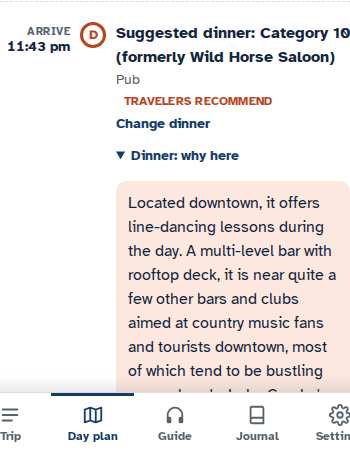 ARRIVE
11:43 pm
D
Suggested dinner: Category 10
(formerly Wild Horse Saloon)
Pub
TRAVELERS RECOMMEND
Change dinner
▼ Dinner: why here
Located downtown, it offers
line-dancing lessons during
the day. A multi-level bar with
rooftop deck, it is near quite a
few other bars and clubs
aimed at country music fans
and tourists downtown, most
of which tend to be bustling
Trip
Day plan
Guide
Journal
Settin